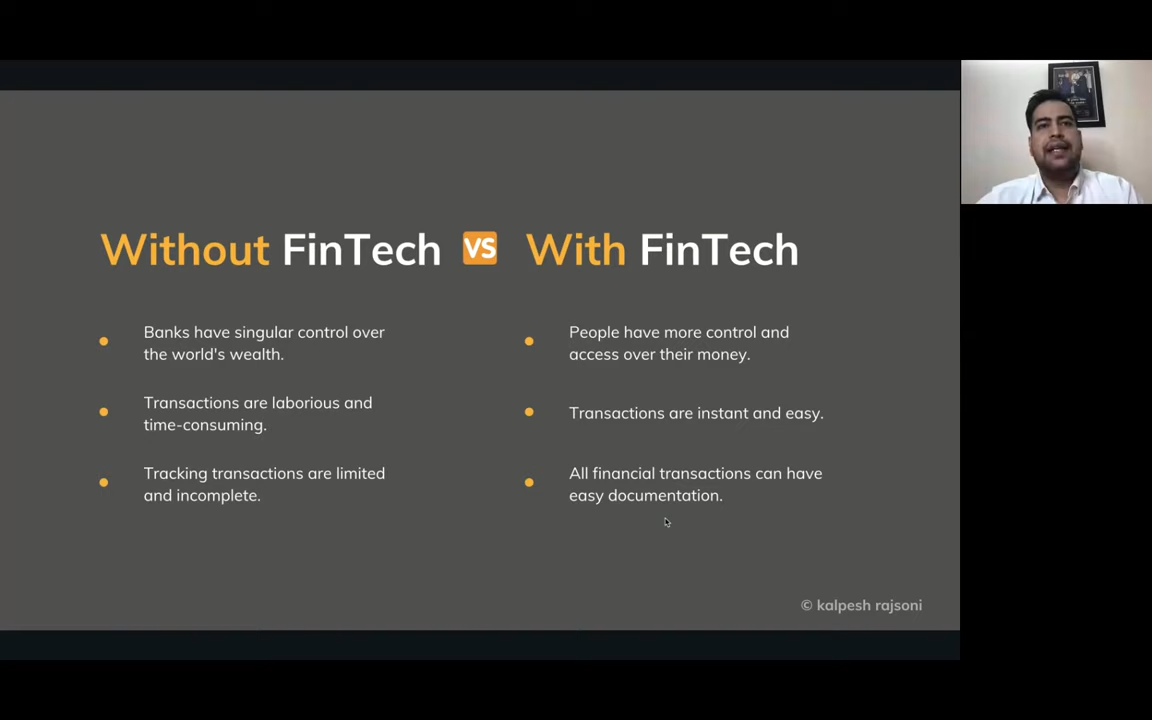 Without FinTech VS With FinTech
Banks have singular control over
the world's wealth.
Transactions are laborious and
time-consuming.
Tracking transactions are limited
and incomplete.
People have more control and
access over their money.
Transactions are instant and easy.
All financial transactions can have
easy documentation.
© kalpesh rajsoni